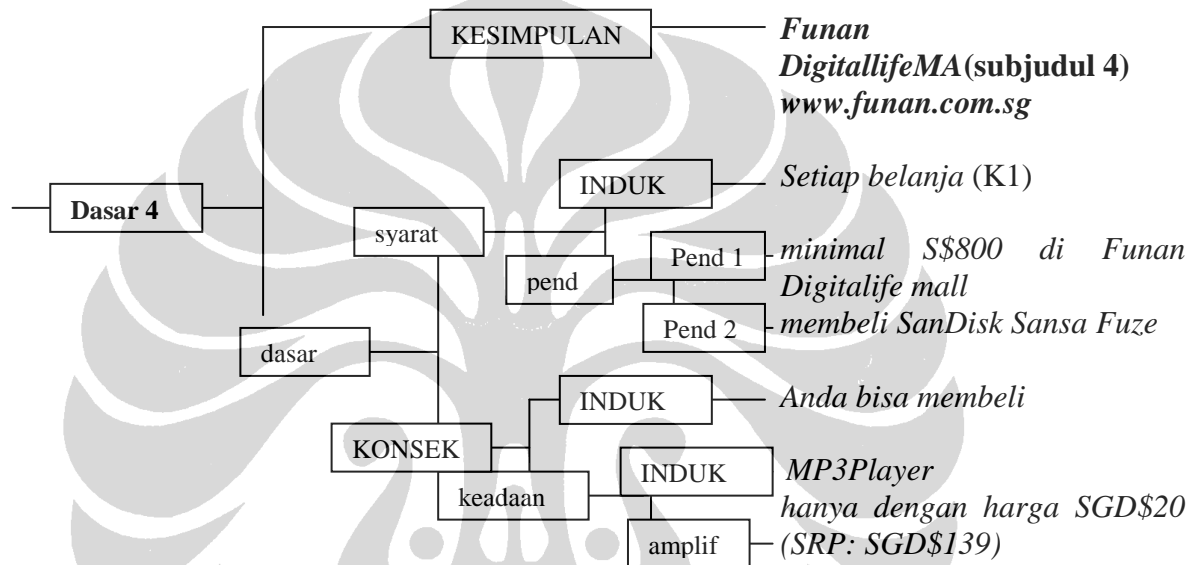 KESIMPULAN
Funan
DigitallifeMA(subjudul 4)
www.funan.com.sg
Dasar 4
INDUK
Setiap belanja (K1)
syarat
Pend 1
minimal S$800 di Funan
Digitalife mall
pend
Pend 2
membeli SanDisk Sansa Fuze
dasar
INDUK
Anda bisa membeli
KONSEK
INDUK
MP3Player
keadaan
hanya dengan harga SGD$20
amplif
(SRP: SGD$139)